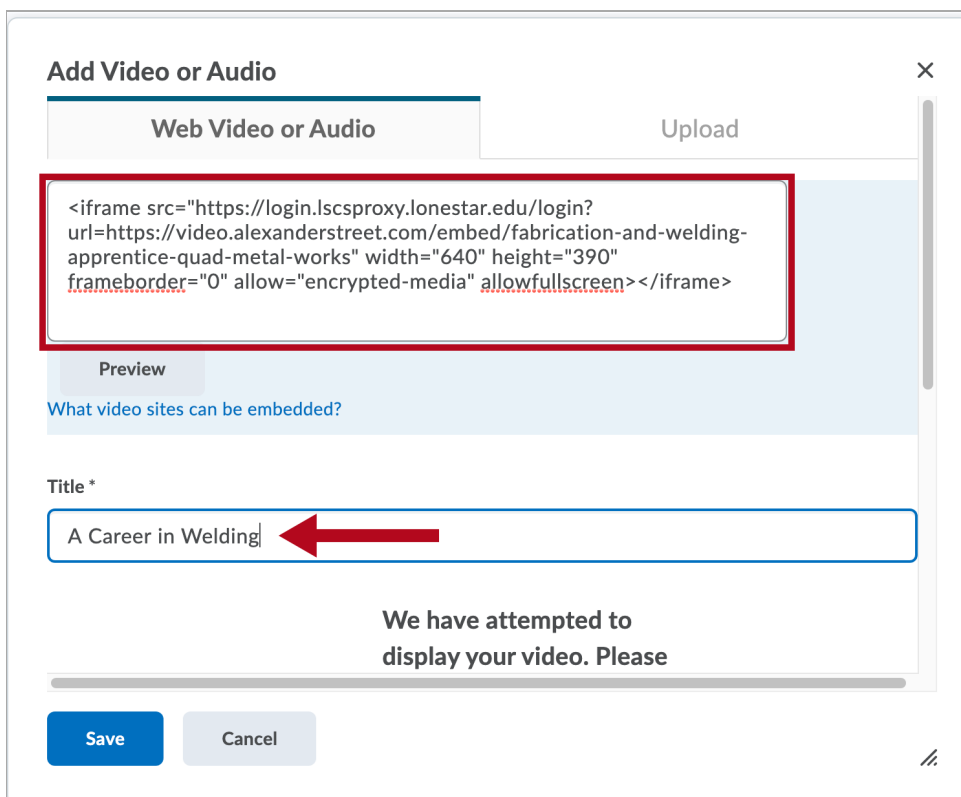 Add Video or Audio
Web Video or Audio
Upload
<iframe src="https://login.lscsproxy.lonestar.edu/login?
url=https://video.alexanderstreet.com/embed/fabrication-and-welding-
apprentice-quad-metal-works" width="640" height="390"
frameborder="0" allow="encrypted-media" allowfullscreen></iframe>
Preview
What video sites can be embedded?
Title *
A Career in Welding
We have attempted to
display your video. Please
Save
Cancel